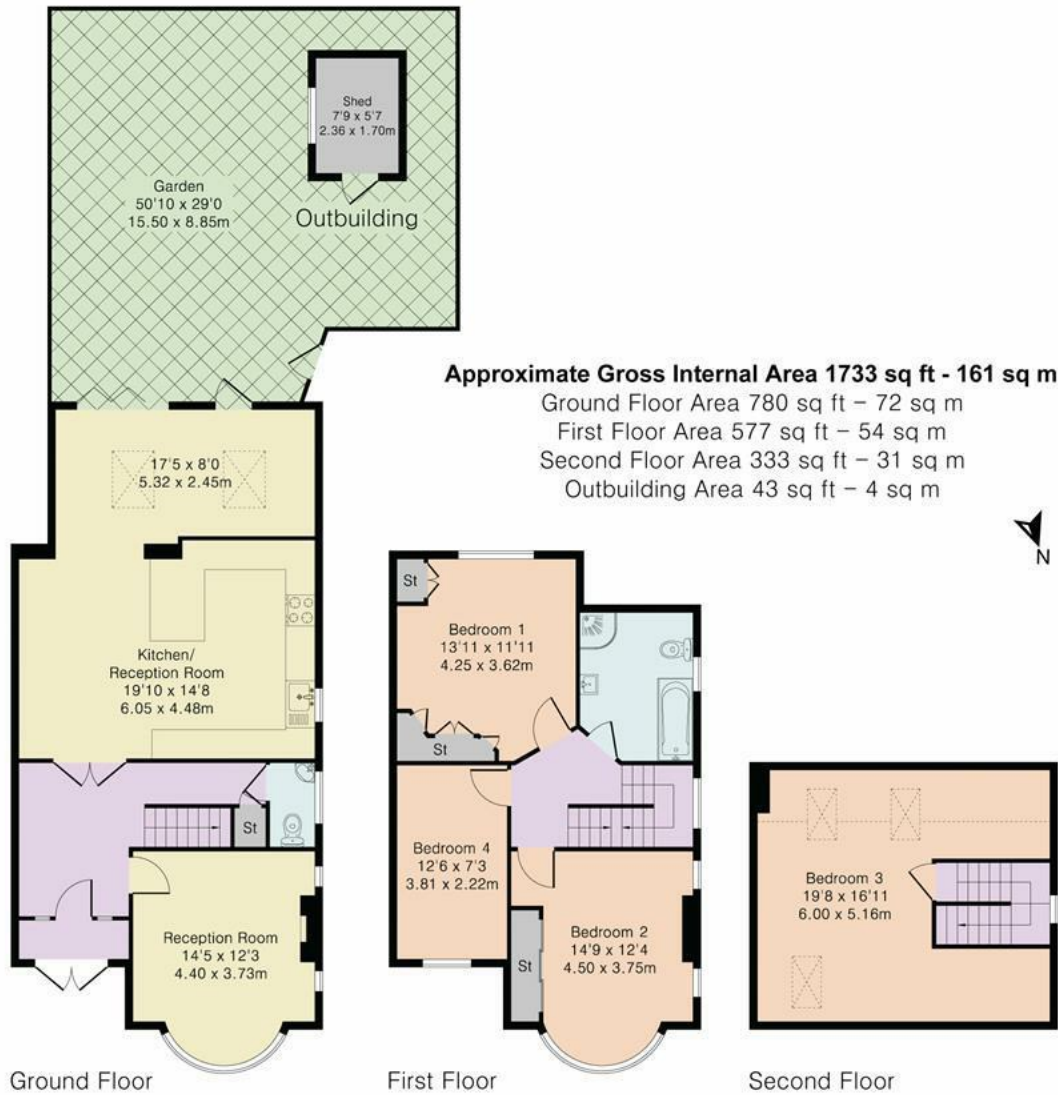 Shed
7'9 x 5'7
2.36 x 1.70m
Garden
50'10 x 29'0
15.50 x 8.85m
Outbuilding
Approximate Gross Internal Area 1733 sq ft - 161 sq m
Ground Floor Area 780 sq ft – 72 sq m
First Floor Area 577 sq ft – 54 sq m
Second Floor Area 333 sq ft – 31 sq m
Outbuilding Area 43 sq ft – 4 sq m
N
17'5 x 8'0
5.32 x 2.45m
Kitchen/
Reception Room
19'10 x 14'8
6.05 x 4.48m
St
Reception Room
14'5 x 12'3
4.40 x 3.73m
Ground Floor
St
Bedroom 1
13'11 x 11'11
4.25 x 3.62m
St
Bedroom 4
12'6 x 7'3
3.81 x 2.22m
Bedroom 2
14'9 x 12'4
4.50 x 3.75m
St
First Floor
Bedroom 3
19'8 x 16'11
6.00 x 5.16m
Second Floor